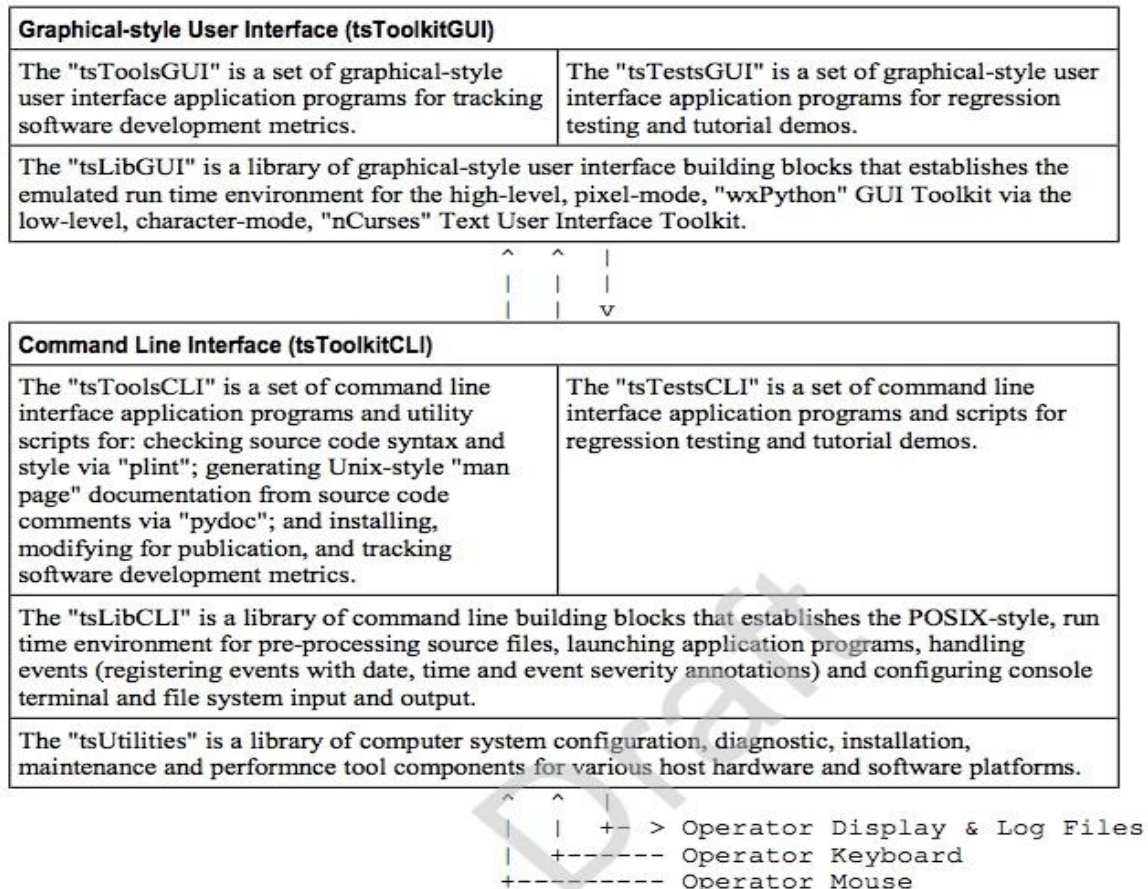 Graphical-style User Interface (tsToolkitGUI)
The "tsToolsGUI" is a set of graphical-style
user interface application programs for tracking
software development metrics.
The "tsTestsGUI" is a set of graphical-style user
interface application programs for regression
testing and tutorial demos.
The "tsLibGUI" is a library of graphical-style user interface building blocks that establishes the
emulated run time environment for the high-level, pixel-mode, "wxPython" GUI Toolkit via the
low-level, character-mode, "nCurses" Text User Interface Toolkit.
^ ^ |
| | |
| | v
Command Line Interface (tsToolkitCLI)
The "tsToolsCLI" is a set of command line
interface application programs and utility
scripts for: checking source code syntax and
style via "plint"; generating Unix-style "man
page" documentation from source code
comments via "pydoc"; and installing,
modifying for publication, and tracking
software development metrics.
The "tsTestsCLI" is a set of command line
interface application programs and scripts for
regression testing and tutorial demos.
The "tsLibCLI" is a library of command line building blocks that establishes the POSIX-style, run
time environment for pre-processing source files, launching application programs, handling
events (registering events with date, time and event severity annotations) and configuring console
terminal and file system input and output.
The "tsUtilities" is a library of computer system configuration, diagnostic, installation,
maintenance and performnce tool components for various host hardware and software platforms.
^ ^ |
| | +- > Operator Display & Log Files
| +------ Operator Keyboard
+--------- Operator Mouse
Draft